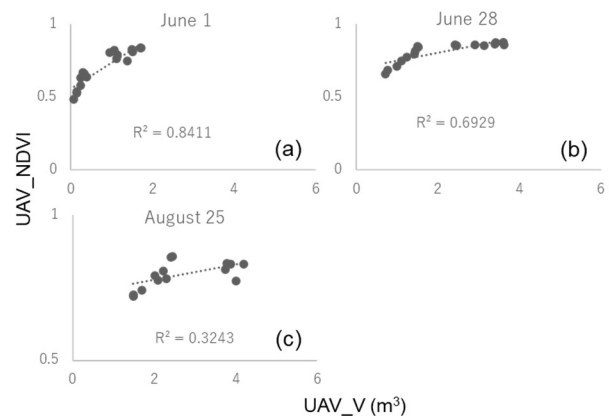 June 1
1
0.5
0
R² = 0.8411
(a)
0 2 4 6
June 28
1
0.5
0
R² = 0.6929
(b)
0 2 4 6
UAV_NDVI
August 25
1
0.5
R² = 0.3243
(c)
0 2 4 6
UAV_V (m³)